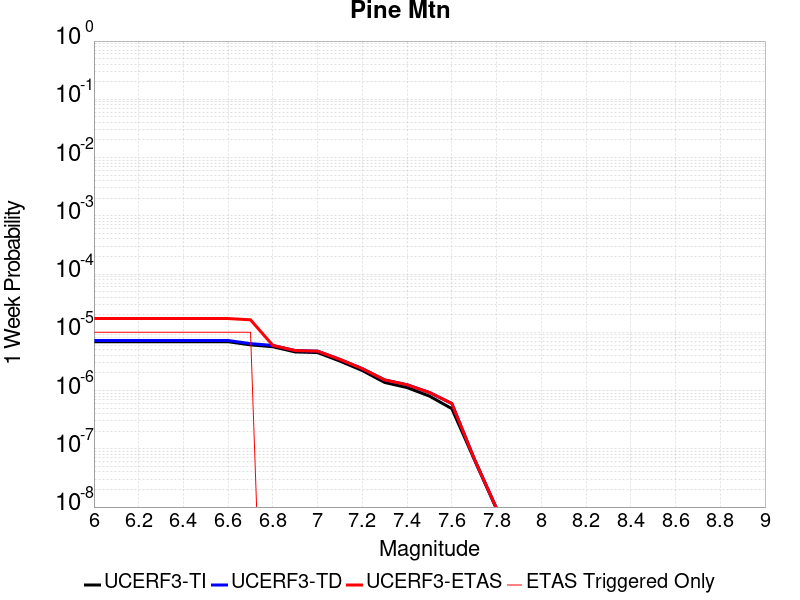 Pine Mtn
10^0
10^-1
10^-2
10^-3
10^-4
10^-5
10^-6
10^-7
10^-8
1 Week Probability
6 6.2 6.4 6.6 6.8 7 7.2 7.4 7.6 7.8 8 8.2 8.4 8.6 8.8 9
Magnitude
UCERF3-TI UCERF3-TD UCERF3-ETAS ETAS Triggered Only